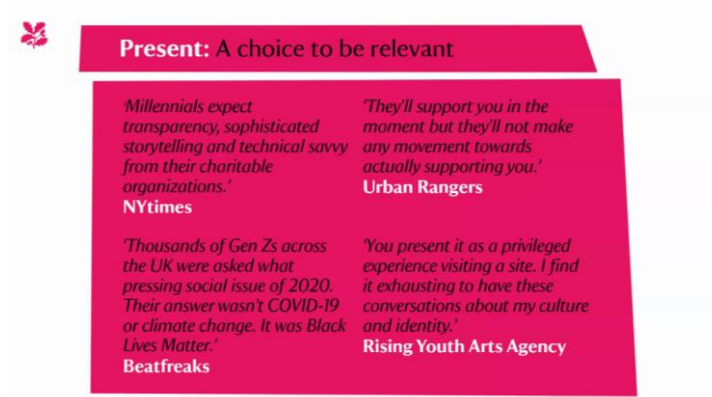 Present: A choice to be relevant
'Millennials expect
transparency, sophisticated
storytelling and technical savvy
from their charitable
organizations.'
NYtimes
'They'll support you in the
moment but they'll not make
any movement towards
actually supporting you.'
Urban Rangers
'Thousands of Gen Zs across
the UK were asked what
pressing social issue of 2020.
Their answer wasn't COVID-19
or climate change. It was Black
Lives Matter.'
Beatfreaks
'You present it as a privileged
experience visiting a site. I find
it exhausting to have these
conversations about my culture
and identity.'
Rising Youth Arts Agency